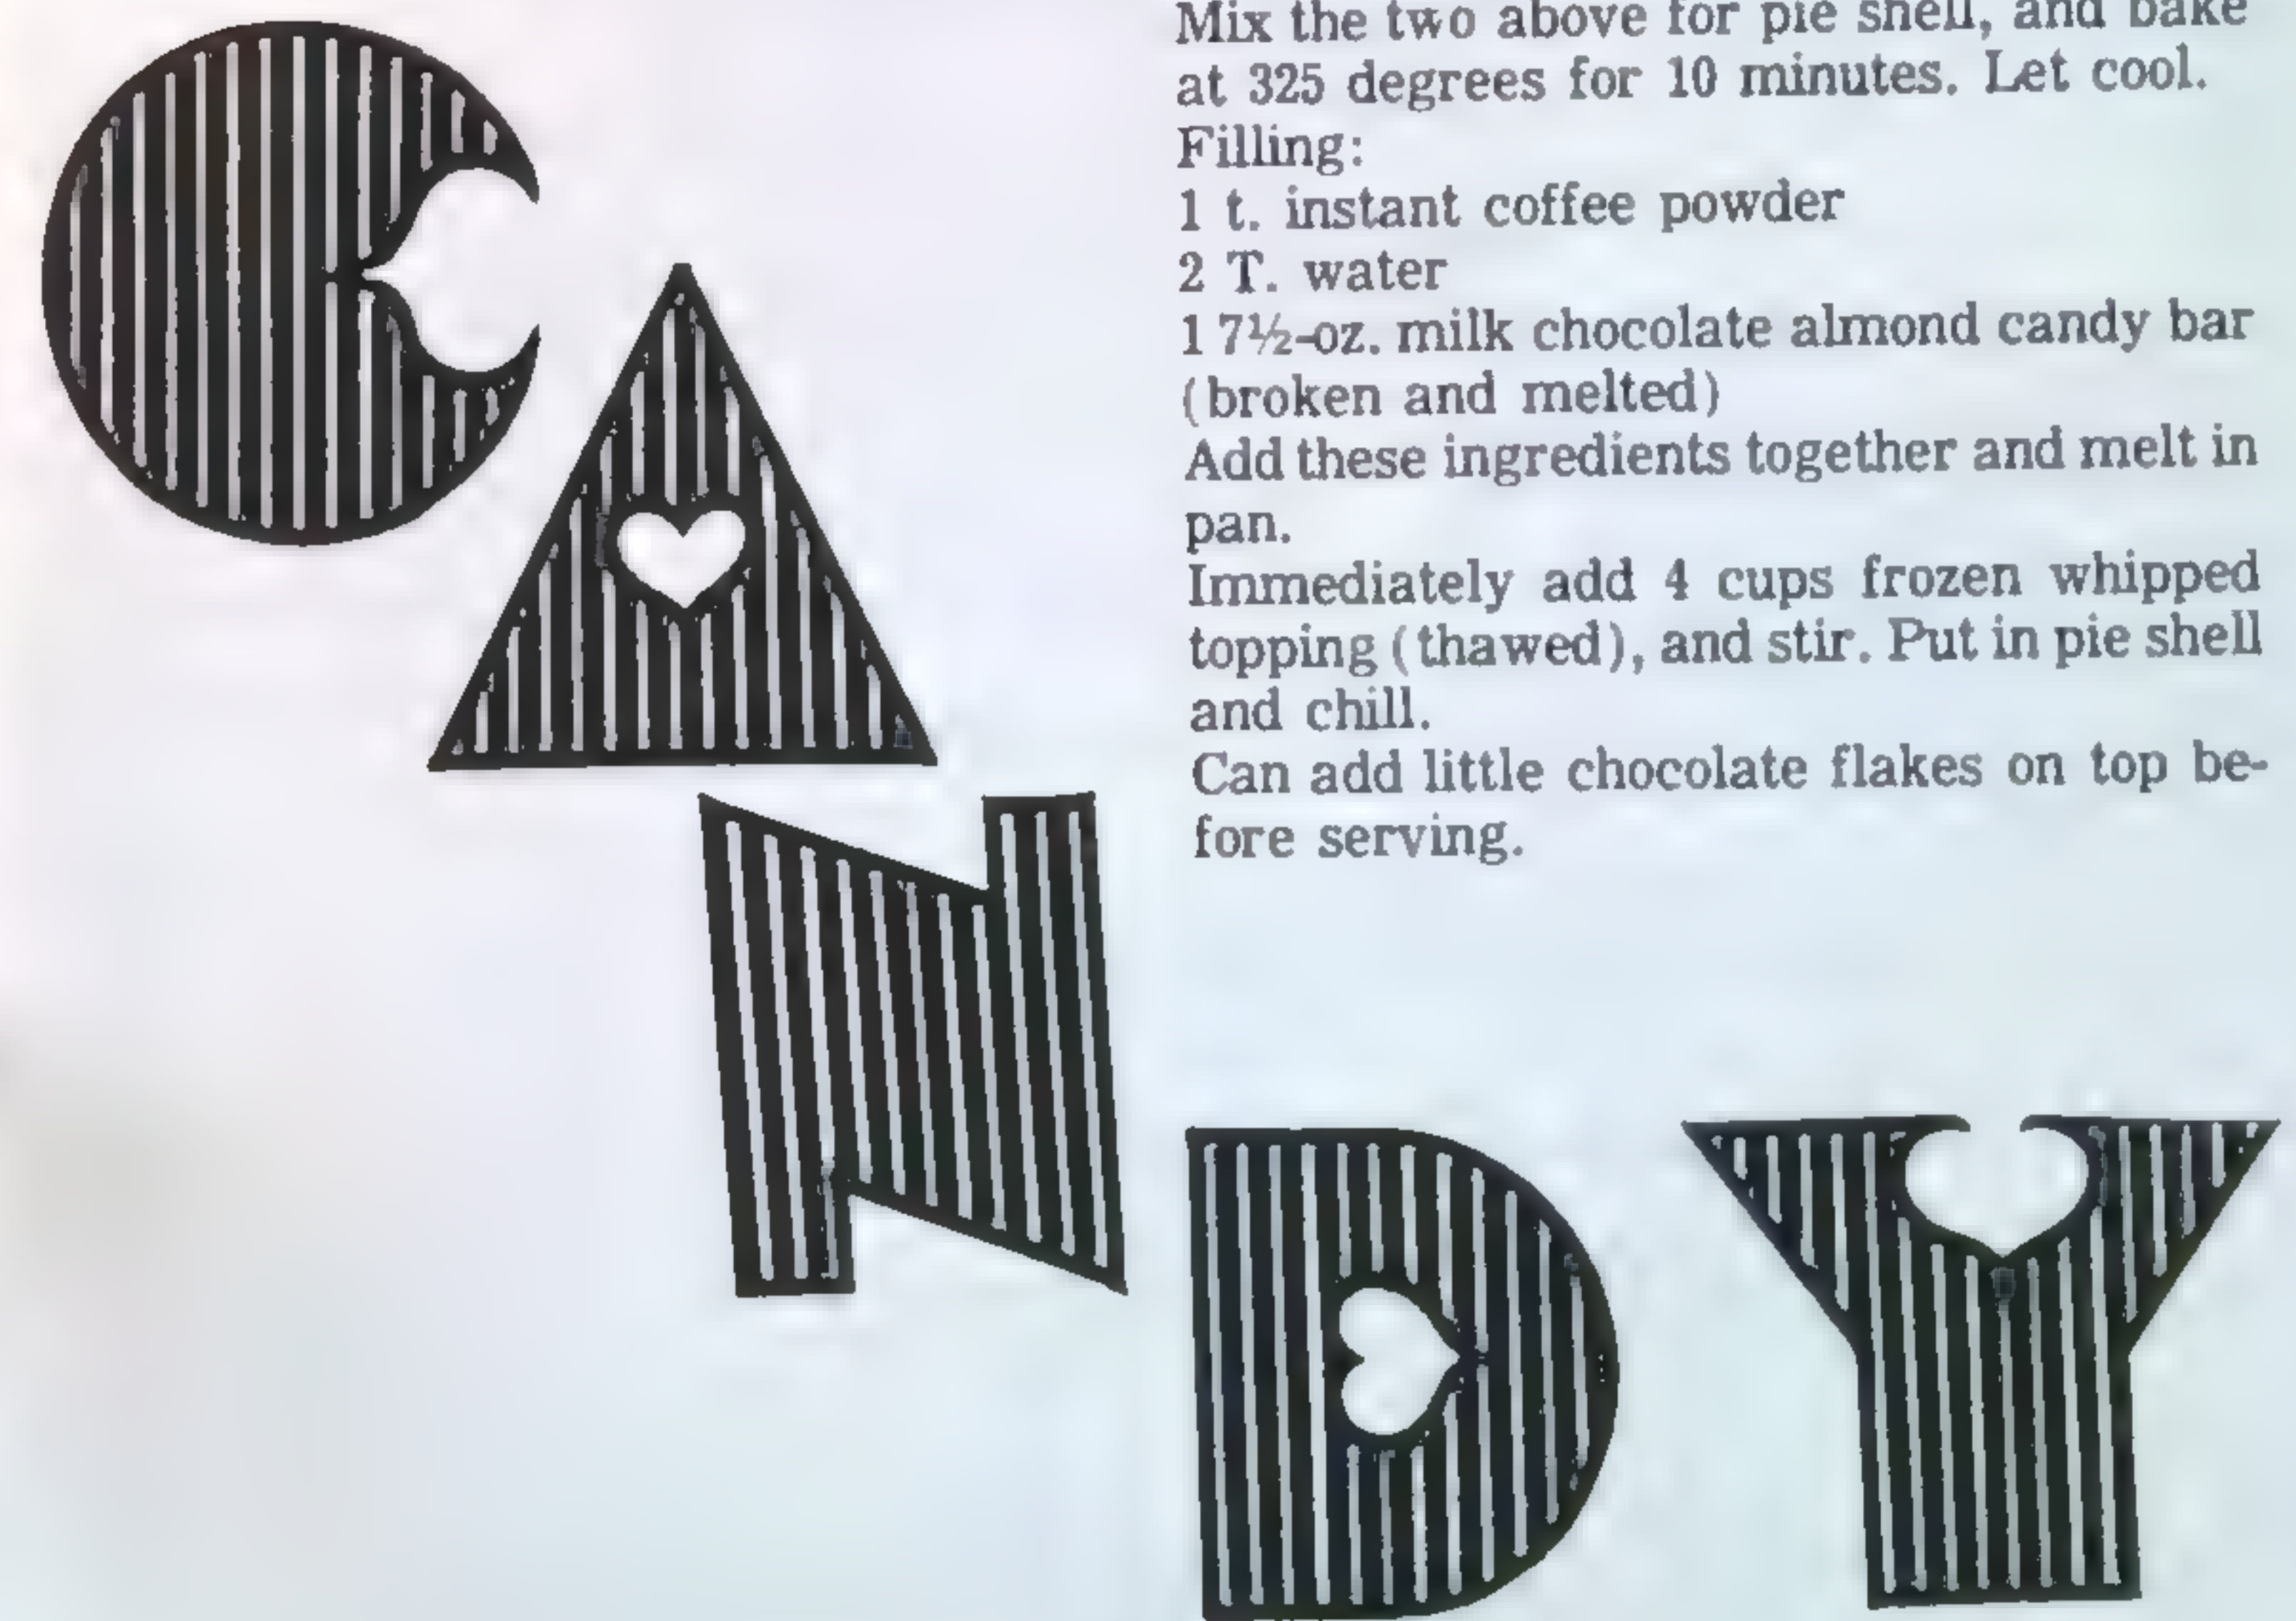 Mix the two above for pie shell, and bake
at 325 degrees for 10 minutes. Let cool.
Filling:
1 t. instant coffee powder
2 T. water
1 7½-oz. milk chocolate almond candy bar
(broken and melted)
Add these ingredients together and melt in
pan.
Immediately add 4 cups frozen whipped
topping (thawed), and stir. Put in pie shell
and chill.
Can add little chocolate flakes on top be-
fore serving.
CANDY